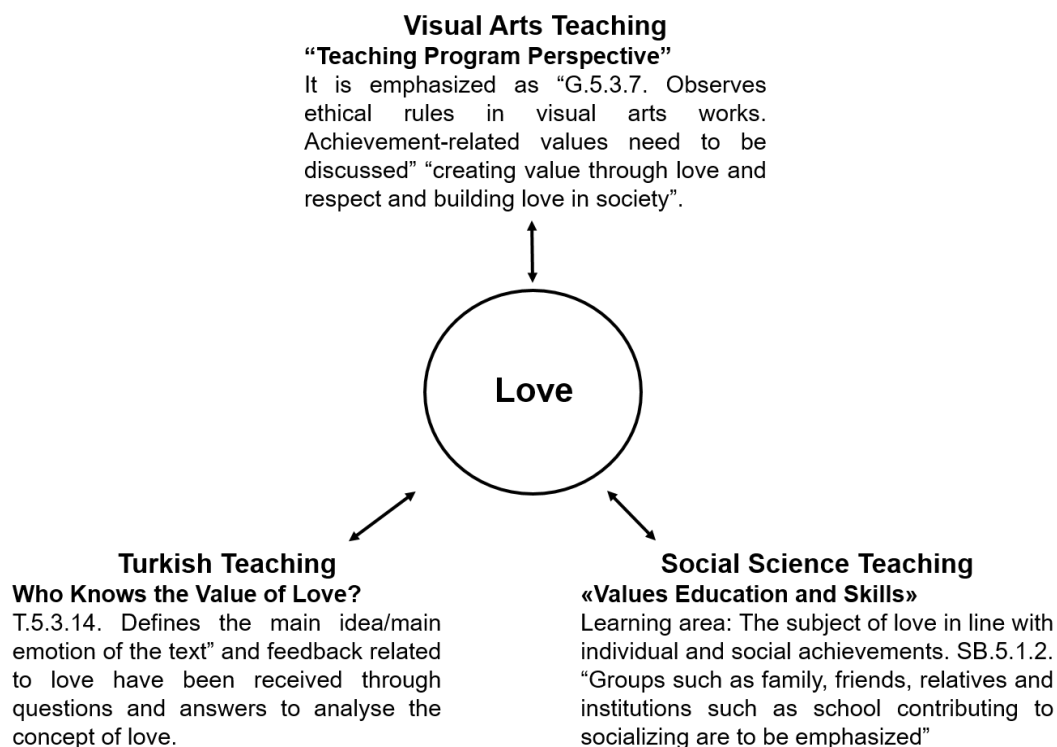 Visual Arts Teaching
“Teaching Program Perspective”
It is emphasized as “G.5.3.7. Observes
ethical rules in visual arts works.
Achievement-related values need to be
discussed” “creating value through love and
respect and building love in society”.
Love
Turkish Teaching
Who Knows the Value of Love?
T.5.3.14. Defines the main idea/main
emotion of the text” and feedback related
to love have been received through
questions and answers to analyse the
concept of love.
Social Science Teaching
«Values Education and Skills»
Learning area: The subject of love in line with
individual and social achievements. SB.5.1.2.
“Groups such as family, friends, relatives and
institutions such as school contributing to
socializing are to be emphasized”